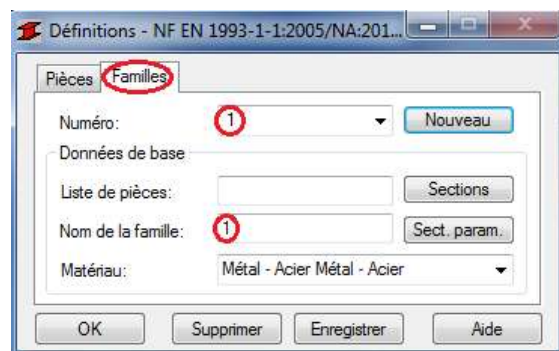 Définitions - NF EN 1993-1-1:2005/NA:201...
Pièces Familles
Numéro: 1 Nouveau
Données de base
Liste de pièces: Sections
Nom de la famille: 1 Sect. param.
Matériau: Métal - Acier Métal - Acier
OK Supprimer Enregistrer Aide